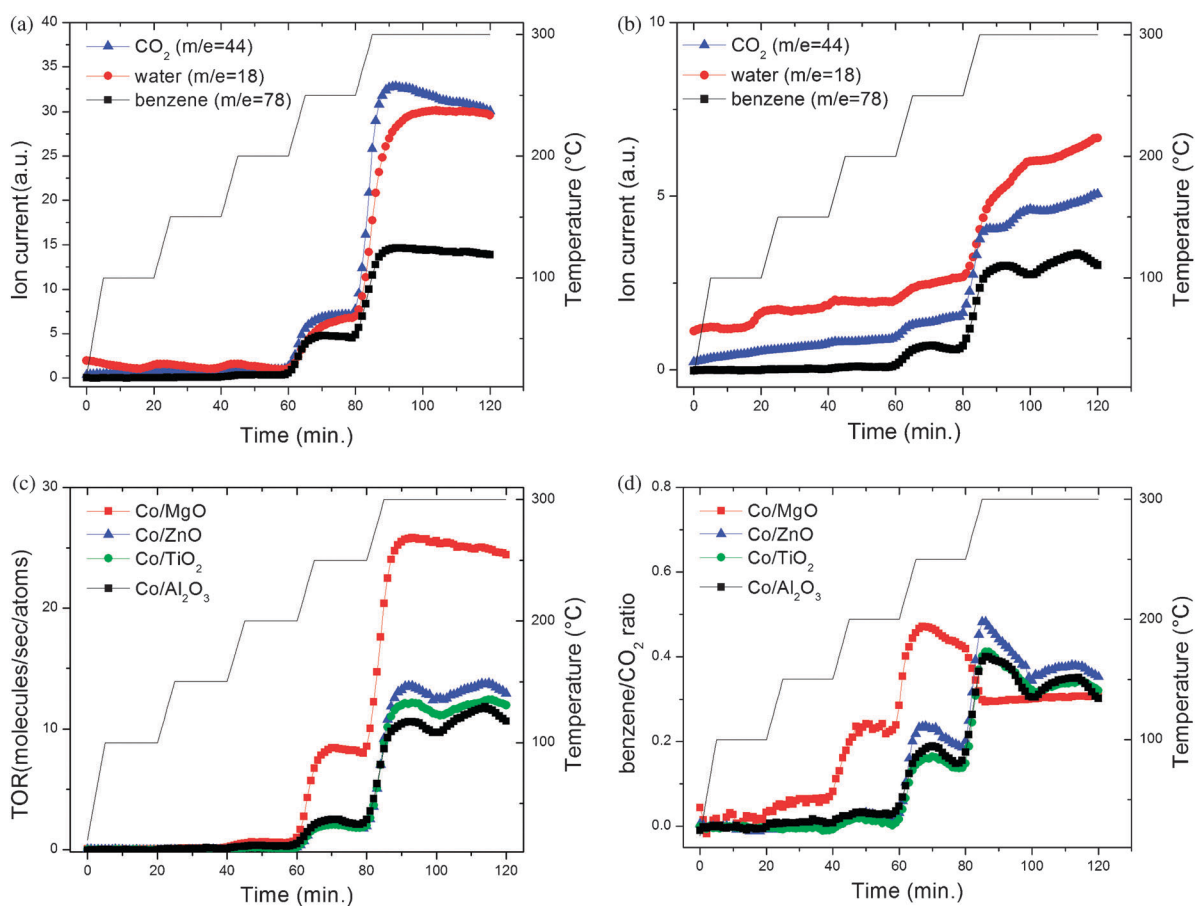 (a)
40
35
30
25
20
15
10
5
0
Ion current (a.u.)
CO₂ (m/e=44)
water (m/e=18)
benzene (m/e=78)
300
200
100
Temperature (°C)
0 20 40 60 80 100 120
Time (min.)
(b)
10
5
0
Ion current (a.u.)
CO₂ (m/e=44)
water (m/e=18)
benzene (m/e=78)
300
200
100
Temperature (°C)
0 20 40 60 80 100 120
Time (min.)
(c)
30
20
10
0
TOR(molecules/sec/atoms)
Co/MgO
Co/ZnO
Co/TiO₂
Co/Al₂O₃
300
200
100
Temperature (°C)
0 20 40 60 80 100 120
Time (min.)
(d)
0.8
0.6
0.4
0.2
0.0
benzene/CO₂ ratio
Co/MgO
Co/ZnO
Co/TiO₂
Co/Al₂O₃
300
200
100
Temperature (°C)
0 20 40 60 80 100 120
Time (min.)